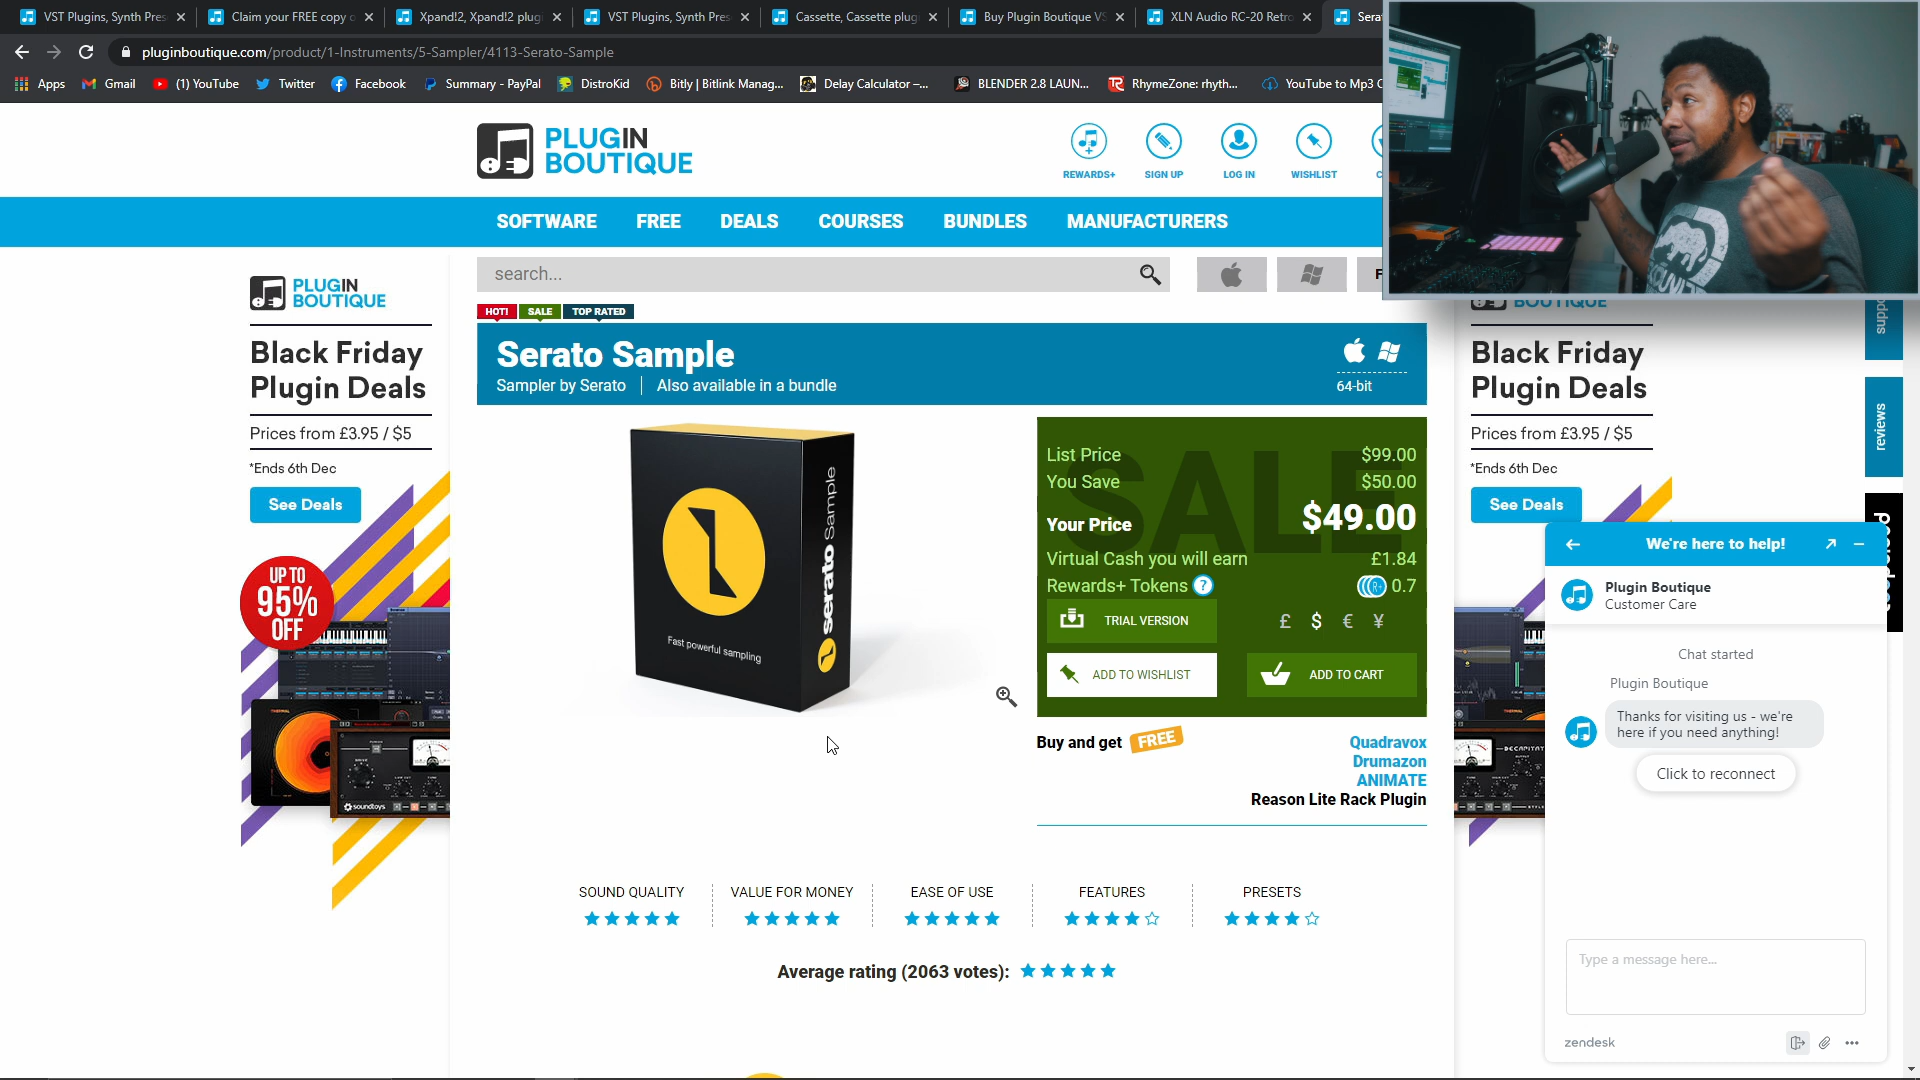 VST Plugins, Synth Pres
Claim your FREE copy o
Xpand!2, Xpand!2 plugi
VST Plugins, Synth Pres
Cassette, Cassette plug
Buy Plugin Boutique VS
XLN Audio RC-20 Retro
Sera
pluginboutique.com/product/1-Instruments/5-Sampler/4113-Serato-Sample
Apps
Gmail
(1) YouTube
Twitter
Facebook
Summary - PayPal
DistroKid
Bitly | Bitlink Manag...
Delay Calculator –...
BLENDER 2.8 LAUN...
RhymeZone: rhyth...
YouTube to Mp3 C
PLUGIN
BOUTIQUE
REWARDS+
SIGN UP
LOG IN
WISHLIST
C
SOFTWARE
FREE
DEALS
COURSES
BUNDLES
MANUFACTURERS
search...
F
HOT!
SALE
TOP RATED
Serato Sample
Sampler by Serato
Also available in a bundle
64-bit
PLUGIN
BOUTIQUE
Black Friday
Plugin Deals
Prices from £3.95 / $5
*Ends 6th Dec
See Deals
UP TO
95%
OFF
soundtoys
serato Sample
Fast powerful sampling
serato Sample
SALE
List Price
$99.00
You Save
$50.00
Your Price
$49.00
Virtual Cash you will earn
£1.84
Rewards+ Tokens ?
R+ 0.7
TRIAL VERSION
£ $ € ¥
ADD TO WISHLIST
ADD TO CART
Buy and get FREE
Quadravox
Drumazon
ANIMATE
Reason Lite Rack Plugin
SOUND QUALITY
VALUE FOR MONEY
EASE OF USE
FEATURES
PRESETS
Average rating (2063 votes):
BOUTIQUE
Black Friday
Plugin Deals
Prices from £3.95 / $5
*Ends 6th Dec
See Deals
suppo
reviews
We're here to help!
Plugin Boutique
Customer Care
Chat started
Plugin Boutique
Thanks for visiting us - we're
here if you need anything!
Click to reconnect
Type a message here...
zendesk